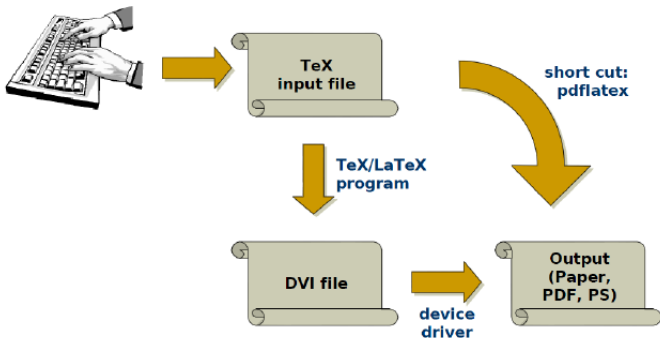 TeX
input file
short cut:
pdflatex
TeX/LaTeX
program
DVI file
device
driver
Output
(Paper,
PDF, PS)